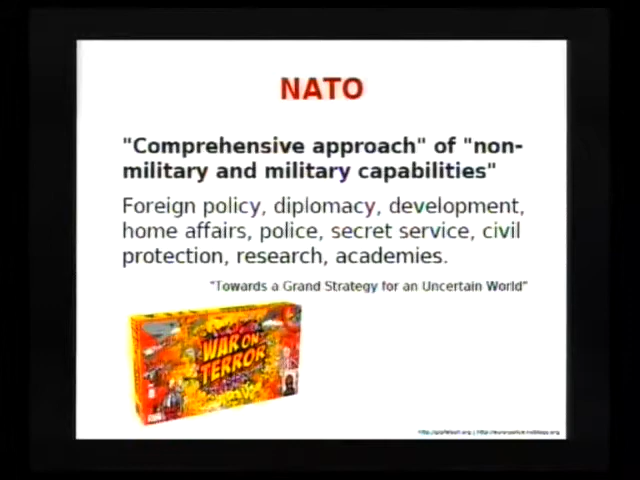 NATO
"Comprehensive approach" of "non-
military and military capabilities"
Foreign policy, diplomacy, development,
home affairs, police, secret service, civil
protection, research, academies.
"Towards a Grand Strategy for an Uncertain World"
WAR ON
TERROR